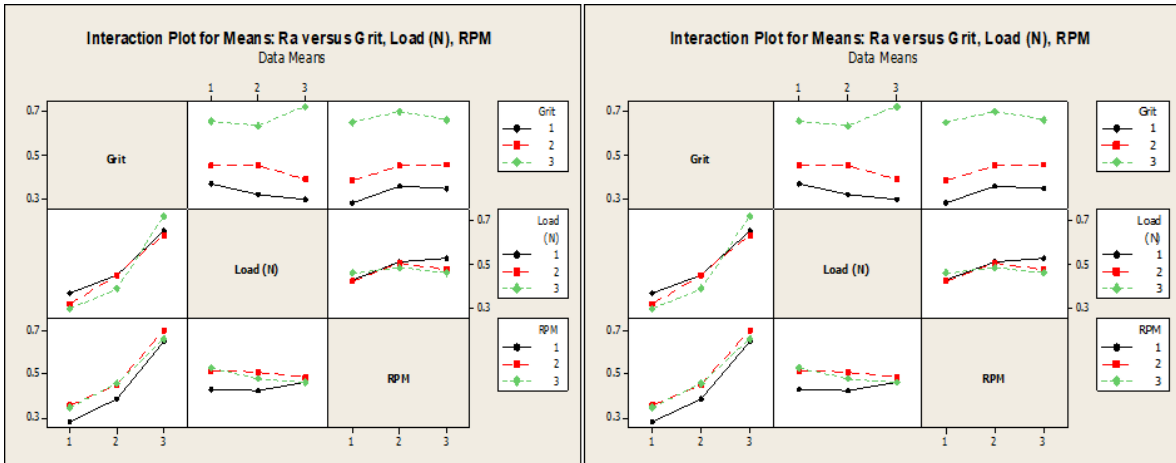 Interaction Plot for Means: Ra versus Grit, Load (N), RPM
Data Means
1 2 3
0.7
0.5
0.3
Grit
Grit
1
2
3
Load (N)
0.7
0.5
0.3
Load
(N)
1
2
3
0.7
0.5
0.3
RPM
RPM
1
2
3
1 2 3
1 2 3
Interaction Plot for Means: Ra versus Grit, Load (N), RPM
Data Means
1 2 3
0.7
0.5
0.3
Grit
Grit
1
2
3
Load (N)
0.7
0.5
0.3
Load
(N)
1
2
3
0.7
0.5
0.3
RPM
RPM
1
2
3
1 2 3
1 2 3